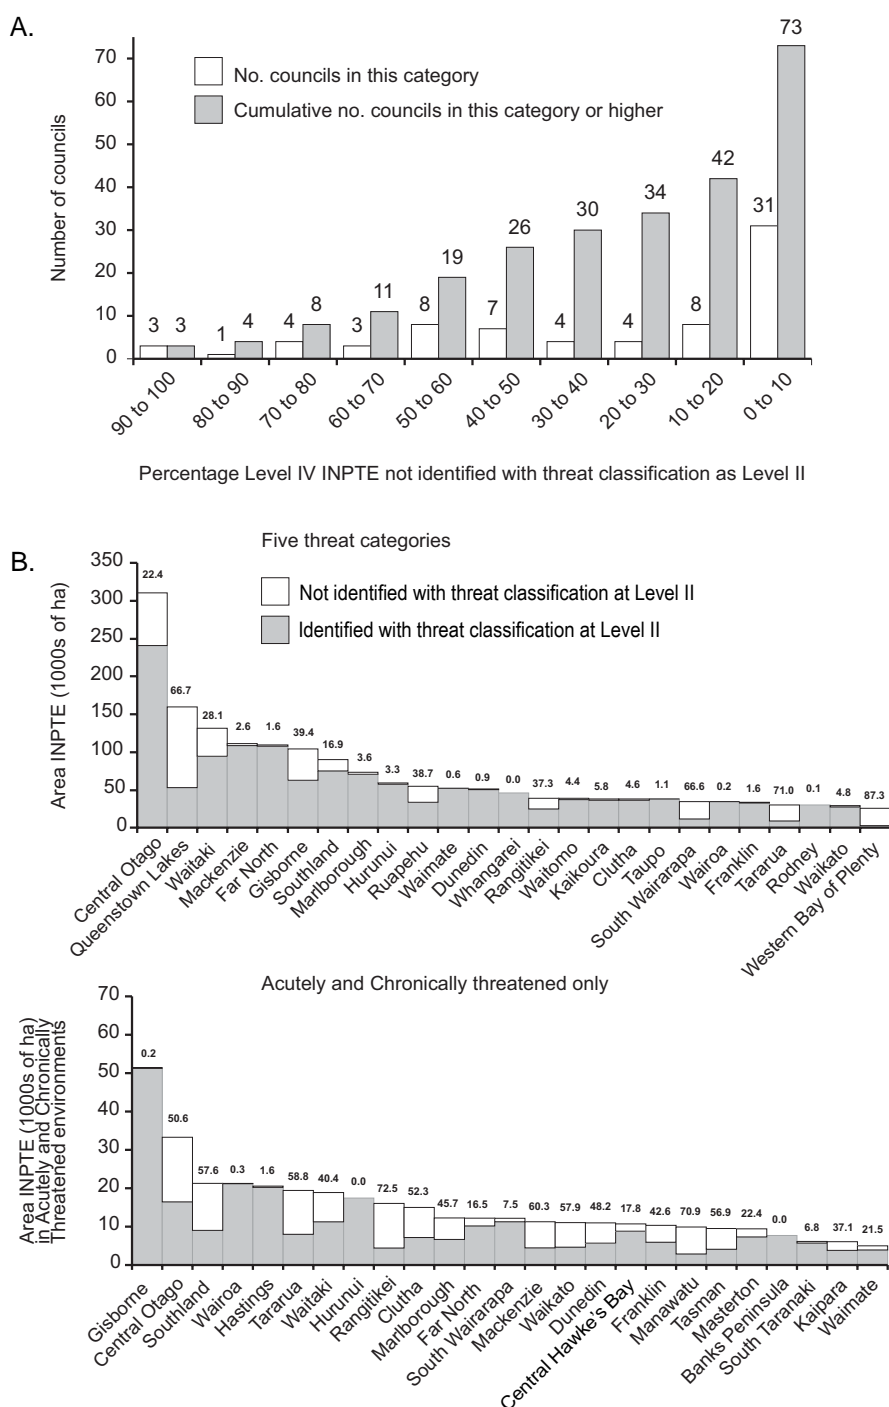 A.
73
70
No. councils in this category
60
Cumulative no. councils in this category or higher
Number of councils
50
42
40
34
30
31
30
26
20
19
11
10
8
8
7
8
3 3
1
4
4
3
4
4
0
90 to 100
80 to 90
70 to 80
60 to 70
50 to 60
40 to 50
30 to 40
20 to 30
10 to 20
0 to 10
Percentage Level IV INPTE not identified with threat classification as Level II
B.
Five threat categories
Not identified with threat classification at Level II
Identified with threat classification at Level II
Area INPTE (1000s of ha)
350
300
250
200
150
100
50
0
22.4 66.7 28.1 2.6 1.6 39.4 16.9 3.6 3.3 38.7 0.6 0.9 0.0 37.3 4.4 5.8 4.6 1.1 66.6 0.2 1.6 71.0 0.1 4.8 87.3
Central Otago
Queenstown Lakes
Waitaki
Mackenzie
Far North
Gisborne
Southland
Marlborough
Hurunui
Ruapehu
Waimate
Dunedin
Whangarei
Rangitikei
Waitomo
Kaikoura
Clutha
Taupo
South Wairarapa
Wairoa
Franklin
Tararua
Rodney
Waikato
Western Bay of Plenty
Acutely and Chronically threatened only
Area INPTE (1000s of ha)
in Acutely and Chronically
Threatened environments
70
60
50
40
30
20
10
0
0.2 50.6 57.6 0.3 1.6 58.8 40.4 0.0 72.5 52.3 45.7 16.5 7.5 60.3 57.9 48.2 17.8 42.6 70.9 56.9 22.4 0.0 6.8 37.1 21.5
Gisborne
Central Otago
Southland
Wairoa
Hastings
Tararua
Waitaki
Hurunui
Rangitikei
Clutha
Marlborough
Far North
South Wairarapa
Mackenzie
Waikato
Dunedin
Central Hawke's Bay
Franklin
Manawatu
Tasman
Masterton
Banks Peninsula
South Taranaki
Kaipara
Waimate